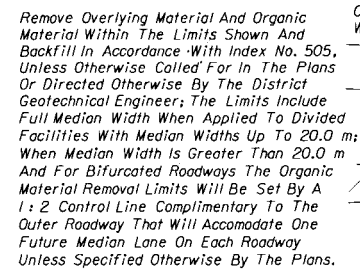 Remove Overlying Material And Organic
Material Within The Limits Shown And
Backfill In Accordance With Index No. 505,
Unless Otherwise Called For In The Plans
Or Directed Otherwise By The District
Geotechnical Engineer; The Limits Include
Full Median Width When Applied To Divided
Facilities With Median Widths Up To 20.0 m;
When Median Width Is Greater Than 20.0 m
And For Bifurcated Roadways The Organic
Material Removal Limits Will Be Set By A
1 : 2 Control Line Complimentary To The
Outer Roadway That Will Accomodate One
Future Median Lane On Each Roadway
Unless Specified Otherwise By The Plans.